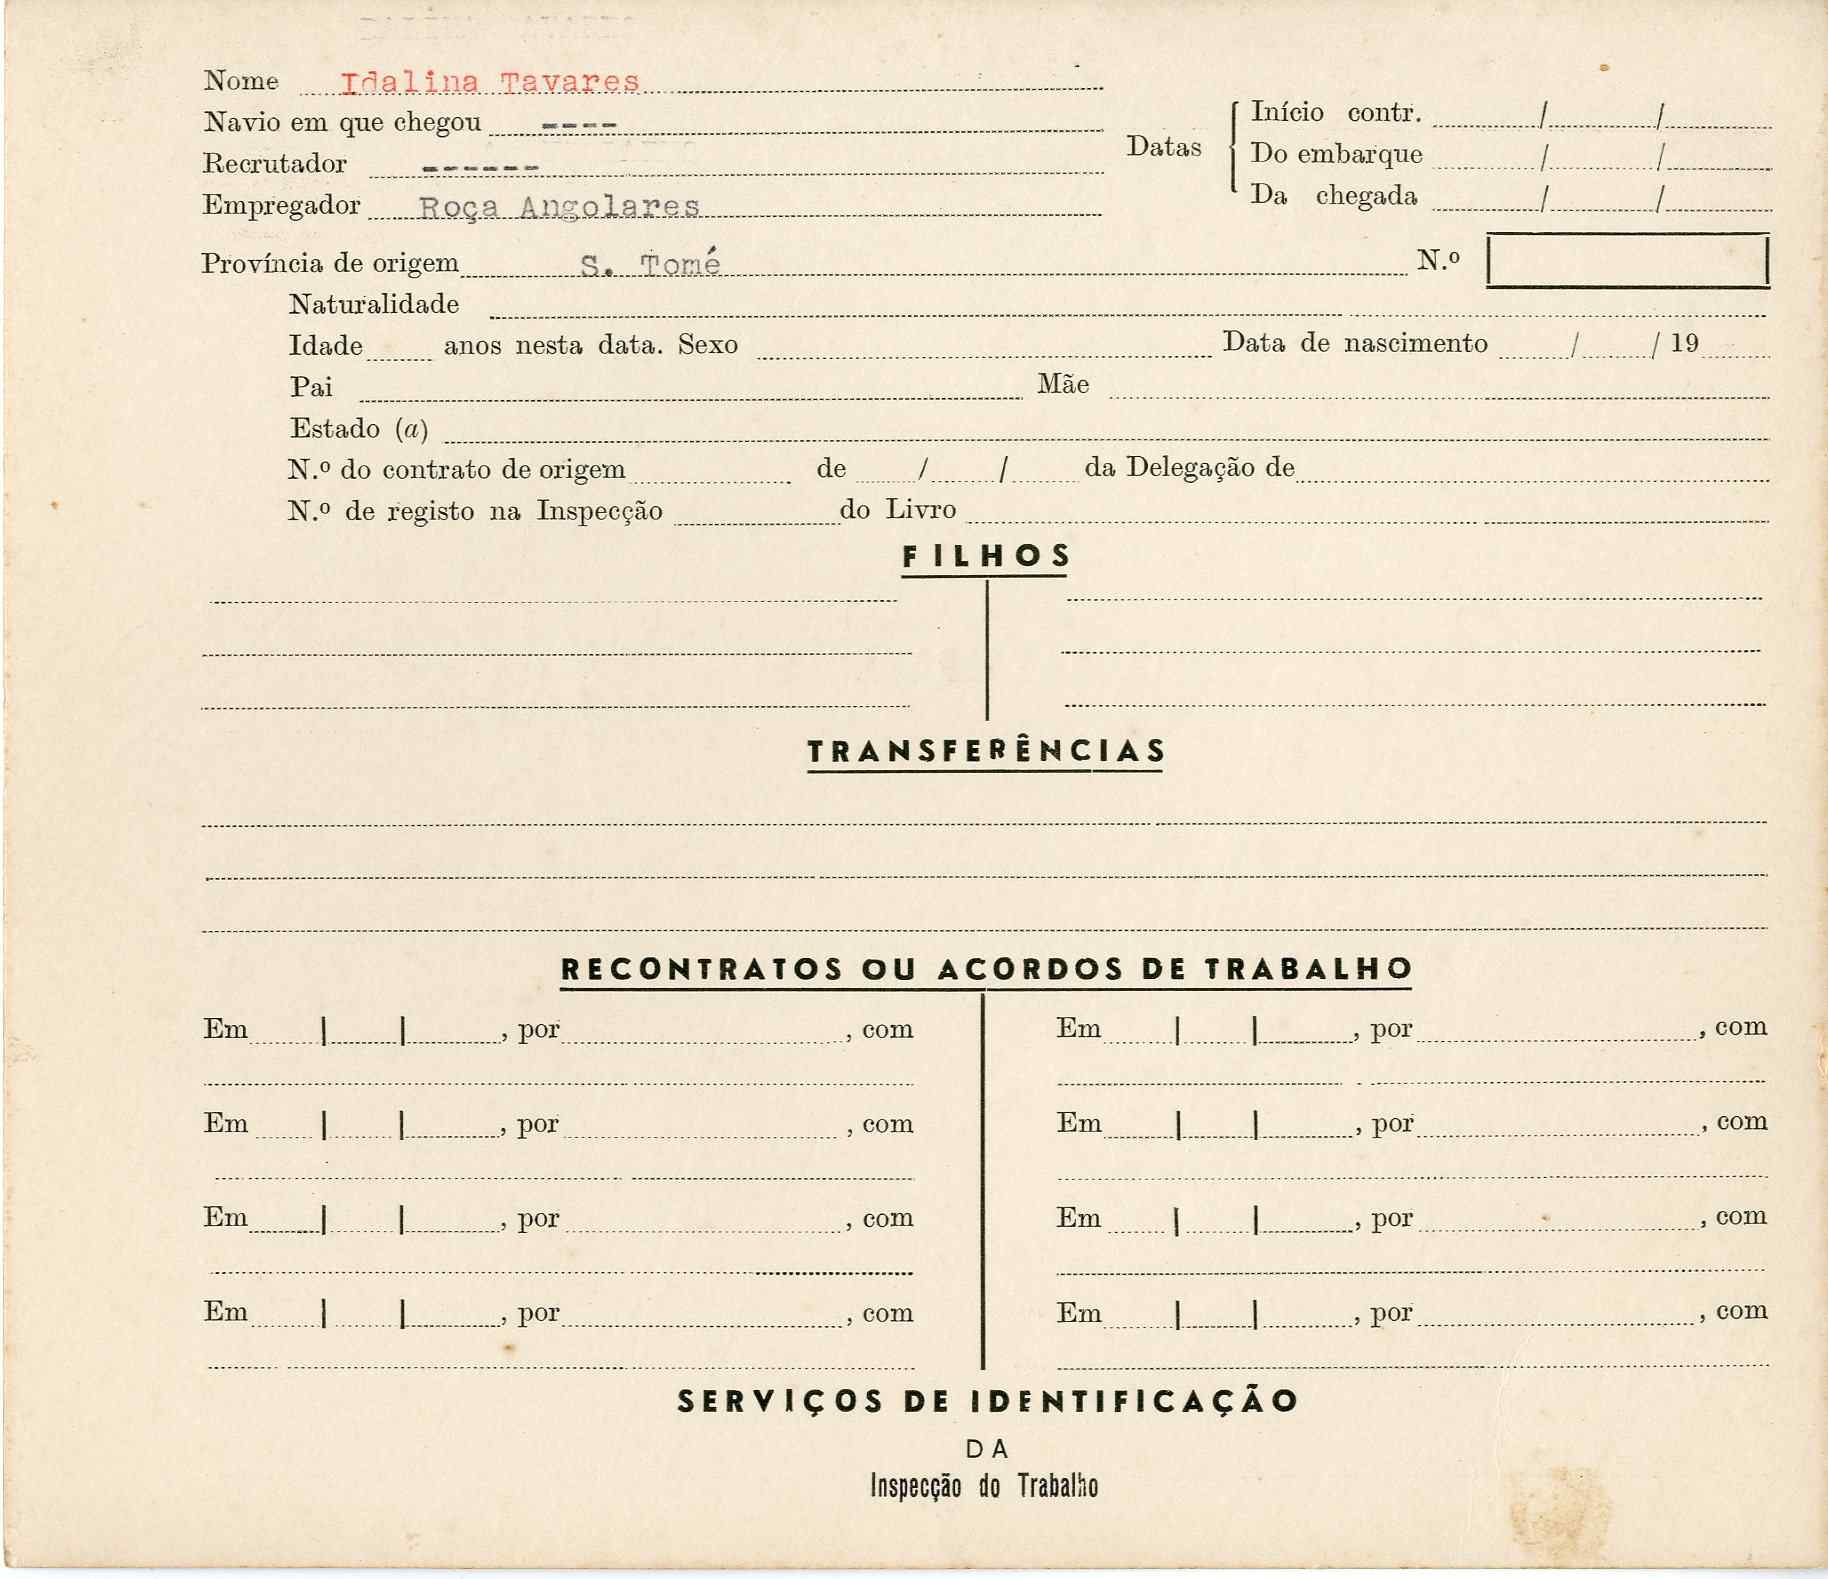 Nome Idalina Tavares
Navio em que chegou ----
Recrutador ------
Empregador Roça Angolares
Datas
Início contr. / /
Do embarque / /
Da chegada / /
Província de origem S. Tomé N.º
Naturalidade
Idade anos nesta data. Sexo Data de nascimento / / 19
Pai Mãe
Estado (a)
N.º do contrato de origem de / / da Delegação de
N.º de registo na Inspecção do Livro
FILHOS
TRANSFERÊNCIAS
RECONTRATOS OU ACORDOS DE TRABALHO
Em | | , por , com Em | | , por , com
Em | | , por , com Em | | , por , com
Em | | , por , com Em | | , por , com
Em | | , por , com Em | | , por , com
SERVIÇOS DE IDENTIFICAÇÃO
DA
Inspecção do Trabalho